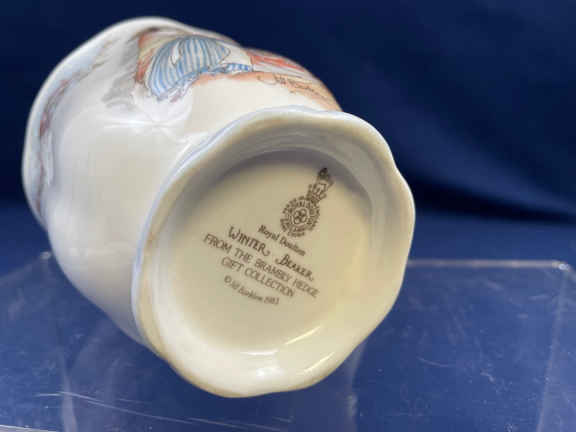 Royal Doulton
WINTER BEAKER
FROM THE BRAMBLY HEDGE
GIFT COLLECTION
© Jill Barklem 1983